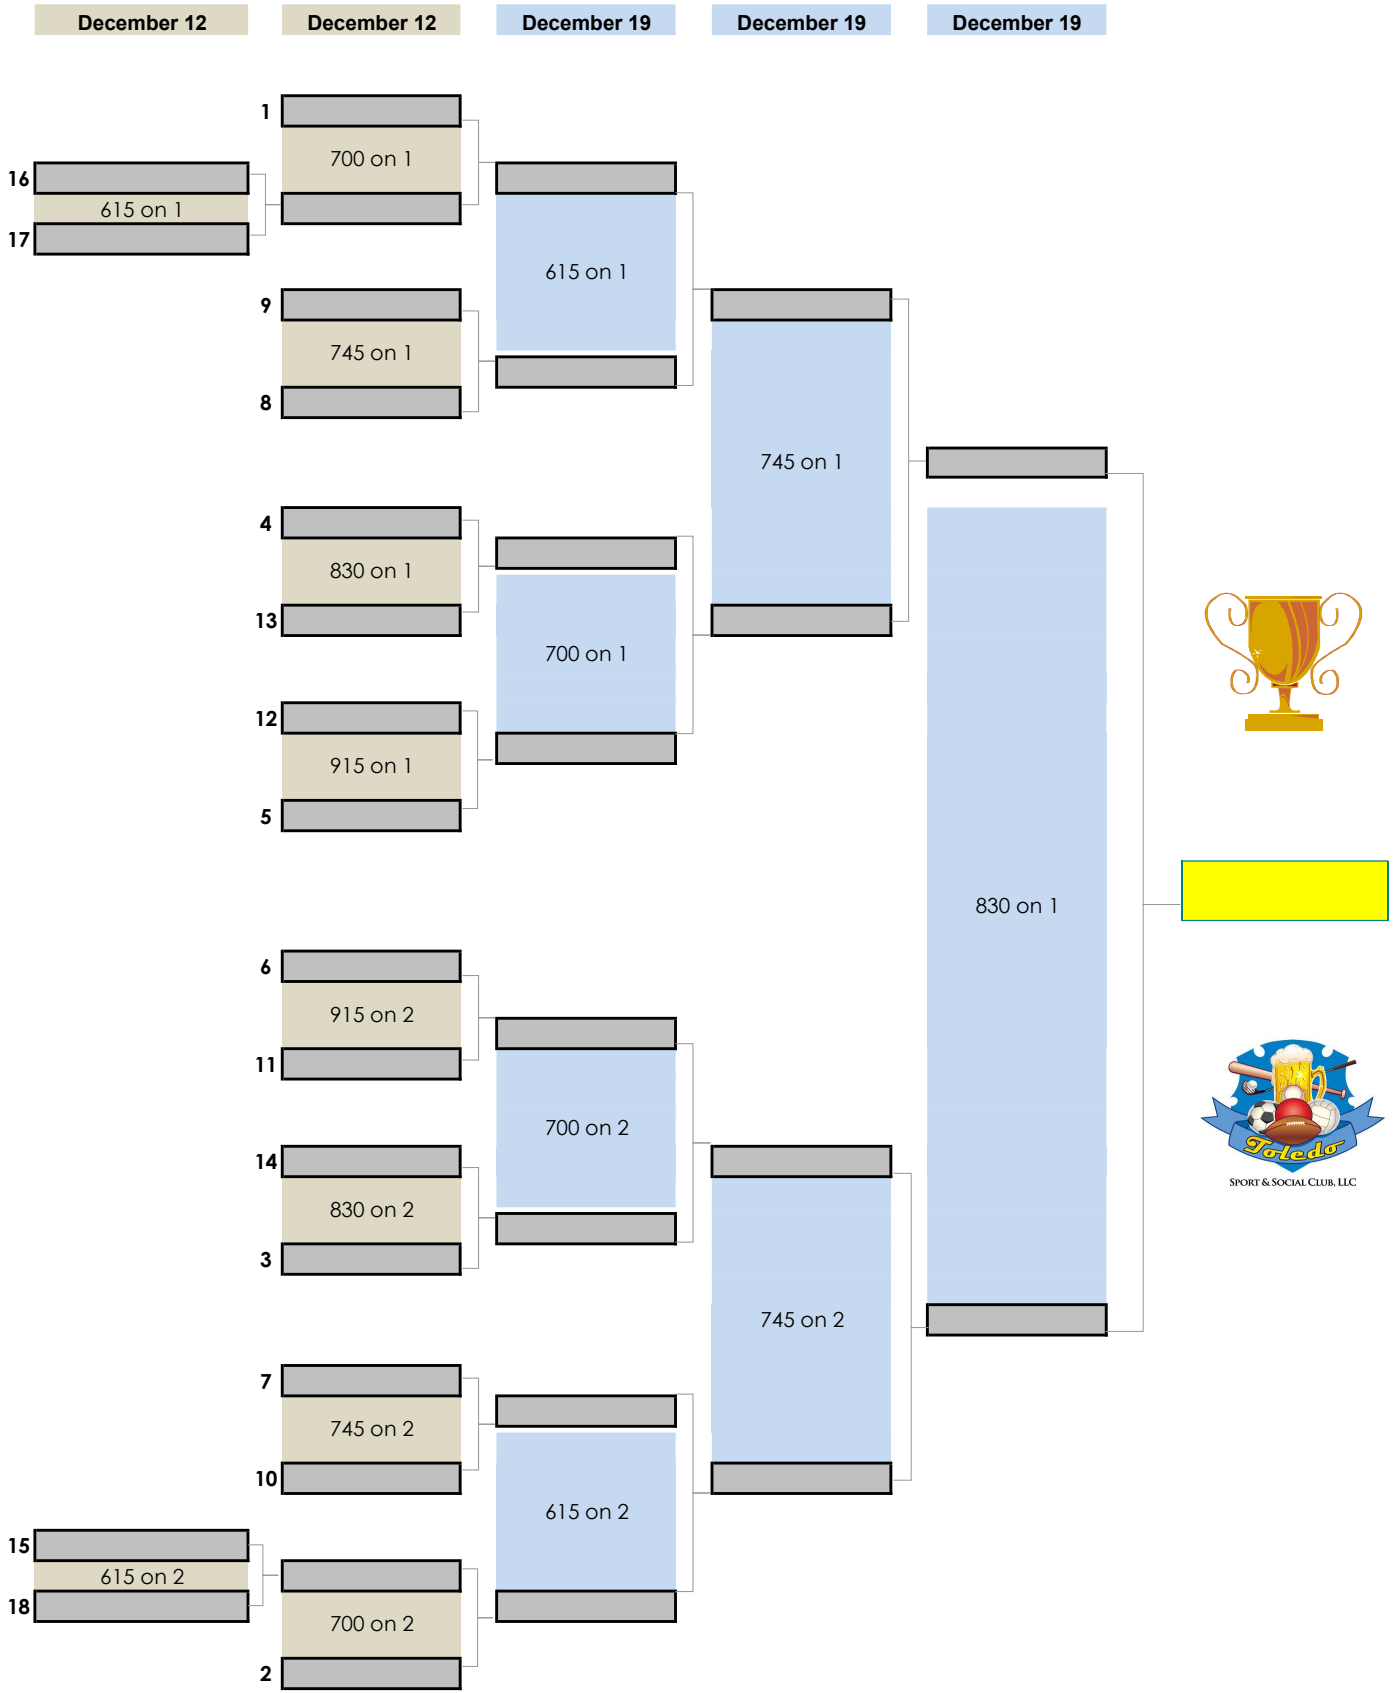 December 12
December 12
December 19
December 19
December 19
1
700 on 1
16
615 on 1
17
9
745 on 1
8
615 on 1
745 on 1
4
830 on 1
13
700 on 1
12
915 on 1
5
830 on 1
6
915 on 2
11
700 on 2
14
830 on 2
3
745 on 2
7
745 on 2
10
615 on 2
15
615 on 2
18
700 on 2
2
Toledo
SPORT & SOCIAL CLUB, LLC